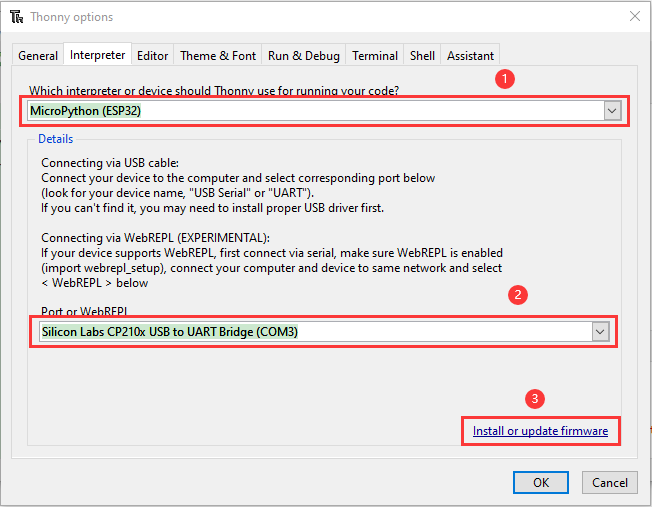 Thonny options
General Interpreter Editor Theme & Font Run & Debug Terminal Shell Assistant
1
Which interpreter or device should Thonny use for running your code?
MicroPython (ESP32)
Details
Connecting via USB cable:
Connect your device to the computer and select corresponding port below
(look for your device name, "USB Serial" or "UART").
If you can't find it, you may need to install proper USB driver first.
Connecting via WebREPL (EXPERIMENTAL):
If your device supports WebREPL, first connect via serial, make sure WebREPL is enabled
(import webrepl_setup), connect your computer and device to same network and select
< WebREPL > below
2
Port or WebREPL
Silicon Labs CP210x USB to UART Bridge (COM3)
3
Install or update firmware
OK Cancel